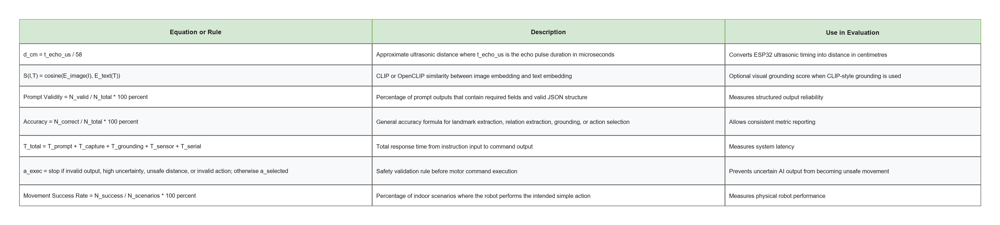 Equation or Rule
Description
Use in Evaluation
d_cm = t_echo_us / 58
Approximate ultrasonic distance where t_echo_us is the echo pulse duration in microseconds
Converts ESP32 ultrasonic timing into distance in centimetres
S(I,T) = cosine(E_image(I), E_text(T))
CLIP or OpenCLIP similarity between image embedding and text embedding
Optional visual grounding score when CLIP-style grounding is used
Prompt Validity = N_valid / N_total * 100 percent
Percentage of prompt outputs that contain required fields and valid JSON structure
Measures structured output reliability
Accuracy = N_correct / N_total * 100 percent
General accuracy formula for landmark extraction, relation extraction, grounding, or action selection
Allows consistent metric reporting
T_total = T_prompt + T_capture + T_grounding + T_sensor + T_serial
Total response time from instruction input to command output
Measures system latency
a_exec = stop if invalid output, high uncertainty, unsafe distance, or invalid action; otherwise a_selected
Safety validation rule before motor command execution
Prevents uncertain AI output from becoming unsafe movement
Movement Success Rate = N_success / N_scenarios * 100 percent
Percentage of indoor scenarios where the robot performs the intended simple action
Measures physical robot performance